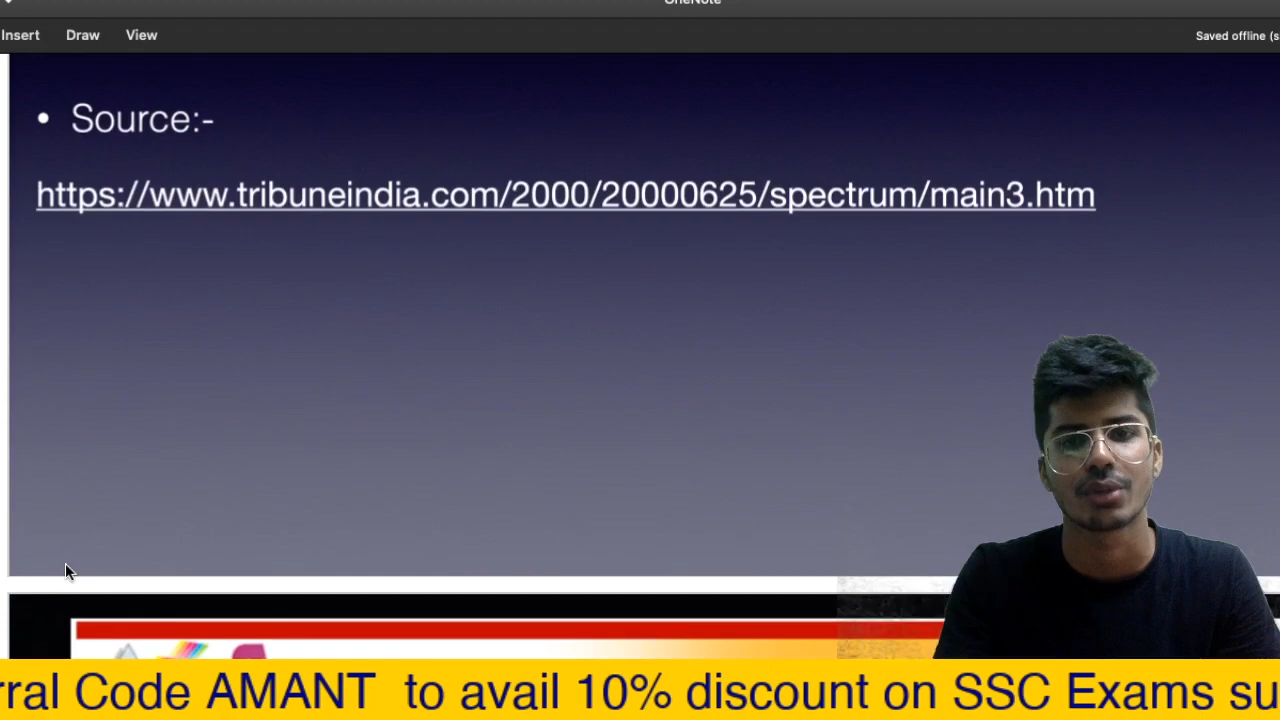 Insert Draw View Saved offline (s
• Source:-
https://www.tribuneindia.com/2000/20000625/spectrum/main3.htm
rral Code AMANT to avail 10% discount on SSC Exams su